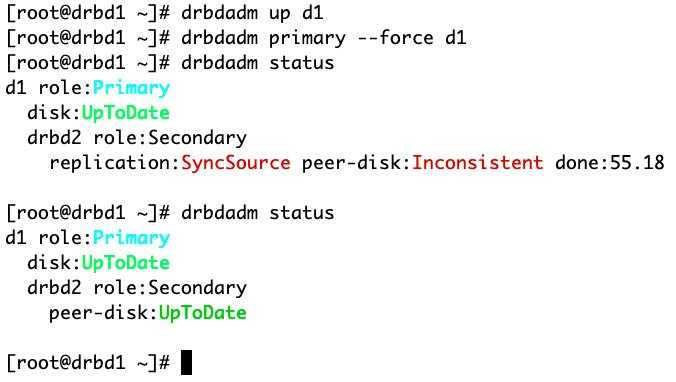 [root@drbd1 ~]# drbdadm up d1
[root@drbd1 ~]# drbdadm primary --force d1
[root@drbd1 ~]# drbdadm status
d1 role:Primary
  disk:UpToDate
  drbd2 role:Secondary
    replication:SyncSource peer-disk:Inconsistent done:55.18

[root@drbd1 ~]# drbdadm status
d1 role:Primary
  disk:UpToDate
  drbd2 role:Secondary
    peer-disk:UpToDate

[root@drbd1 ~]#